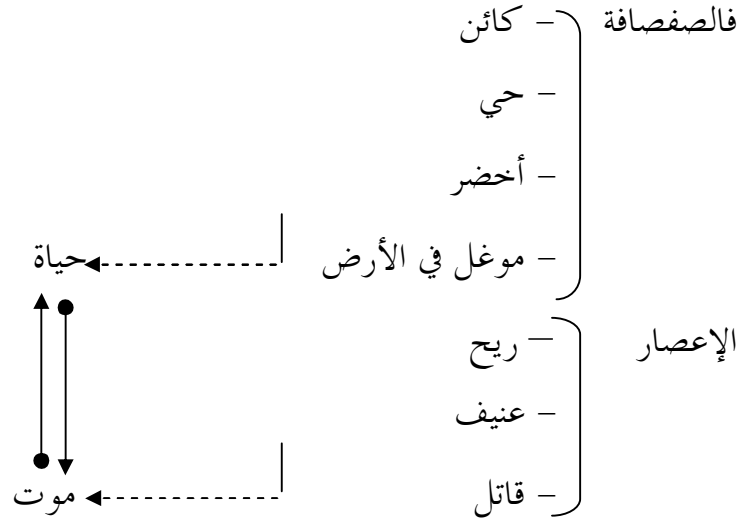 فالصفصافة – كائن
– حي
– أخضر
– موغل في الأرض
حياة
الإعصار – ريح
– عنيف
– قاتل
موت